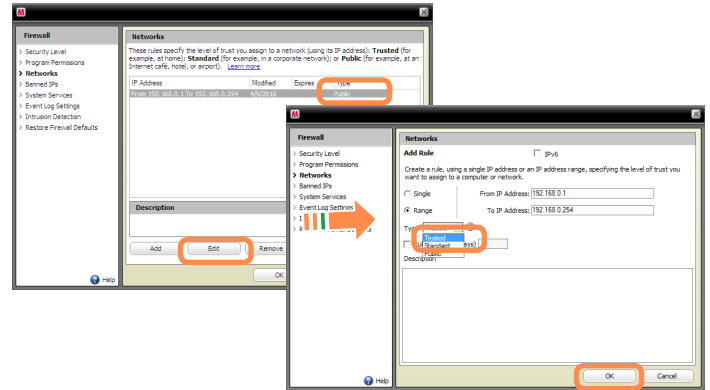 Firewall
> Security Level
> Program Permissions
> Networks
> Banned IPs
> System Services
> Event Log Settings
> Intrusion Detection
> Restore Firewall Defaults
Help
Networks
These rules specify the level of trust you assign to a network (using its IP address): Trusted (for
example, at home); Standard (for example, in a corporate network); or Public (for example, at an
Internet café, hotel, or airport). Learn more
IP Address Modified Expires Type
From 192.168.0.1 To 192.168.0.254 4/9/2010 Public
Description
Add Edit Remove
OK
Firewall
> Security Level
> Program Permissions
> Networks
> Banned IPs
> System Services
> Event Log Settings
Help
Networks
Add Rule IPv6
Create a rule, using a single IP address or an IP address range, specifying the level of trust you
want to assign to a computer or network.
Single From IP Address: 192.168.0.1
Range To IP Address: 192.168.0.254
Trusted
Standard
Public
Description
OK Cancel